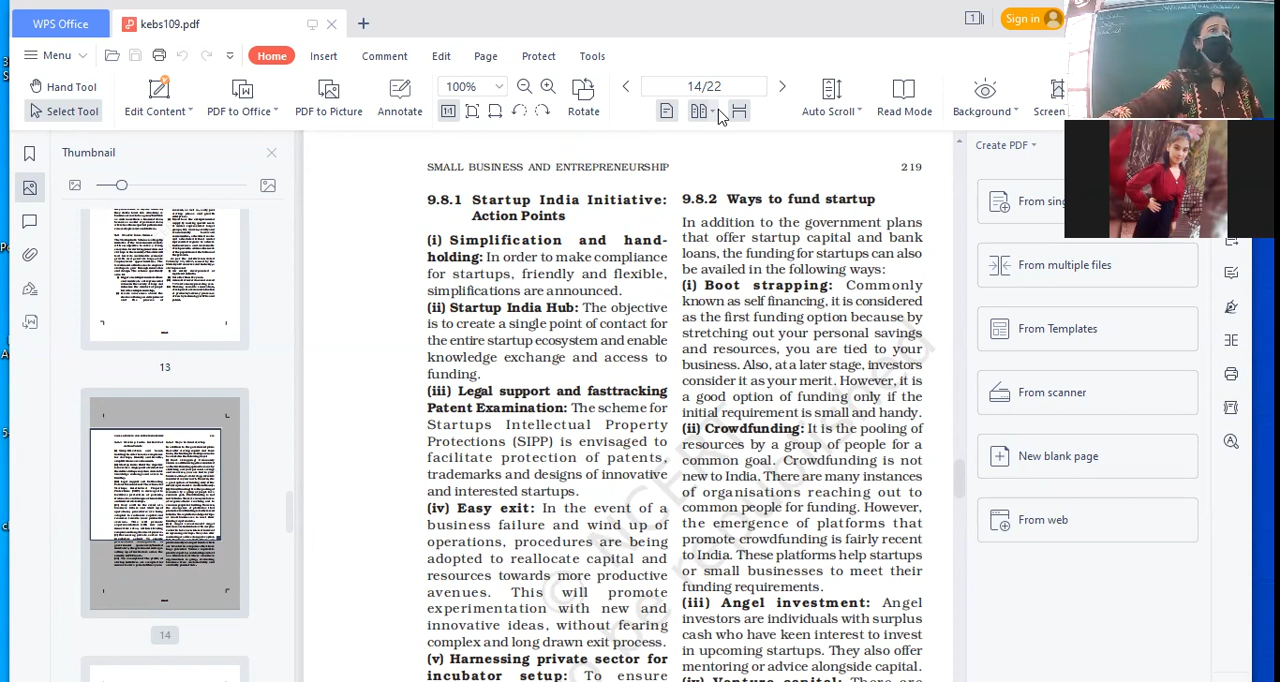 WPS Office
kebs109.pdf
Sign in
Menu
Home
Insert
Comment
Edit
Page
Protect
Tools
Hand Tool
Select Tool
Edit Content
PDF to Office
PDF to Picture
Annotate
100%
Rotate
14/22
Auto Scroll
Read Mode
Background
Screen
Thumbnail
13
14
SMALL BUSINESS AND ENTREPRENEURSHIP 219
9.8.1 Startup India Initiative:
Action Points
(i) Simplification and hand-
holding: In order to make compliance
for startups, friendly and flexible,
simplifications are announced.
(ii) Startup India Hub: The objective
is to create a single point of contact for
the entire startup ecosystem and enable
knowledge exchange and access to
funding.
(iii) Legal support and fasttracking
Patent Examination: The scheme for
Startups Intellectual Property
Protections (SIPP) is envisaged to
facilitate protection of patents,
trademarks and designs of innovative
and interested startups.
(iv) Easy exit: In the event of a
business failure and wind up of
operations, procedures are being
adopted to reallocate capital and
resources towards more productive
avenues. This will promote
experimentation with new and
innovative ideas, without fearing
complex and long drawn exit process.
(v) Harnessing private sector for
incubator setup: To ensure
9.8.2 Ways to fund startup
In addition to the government plans
that offer startup capital and bank
loans, the funding for startups can also
be availed in the following ways:
(i) Boot strapping: Commonly
known as self financing, it is considered
as the first funding option because by
stretching out your personal savings
and resources, you are tied to your
business. Also, at a later stage, investors
consider it as your merit. However, it is
a good option of funding only if the
initial requirement is small and handy.
(ii) Crowdfunding: It is the pooling of
resources by a group of people for a
common goal. Crowdfunding is not
new to India. There are many instances
of organisations reaching out to
common people for funding. However,
the emergence of platforms that
promote crowdfunding is fairly recent
to India. These platforms help startups
or small businesses to meet their
funding requirements.
(iii) Angel investment: Angel
investors are individuals with surplus
cash who have keen interest to invest
in upcoming startups. They also offer
mentoring or advice alongside capital.
(iv) Venture capital: There are
Create PDF
From sing
From multiple files
From Templates
From scanner
New blank page
From web